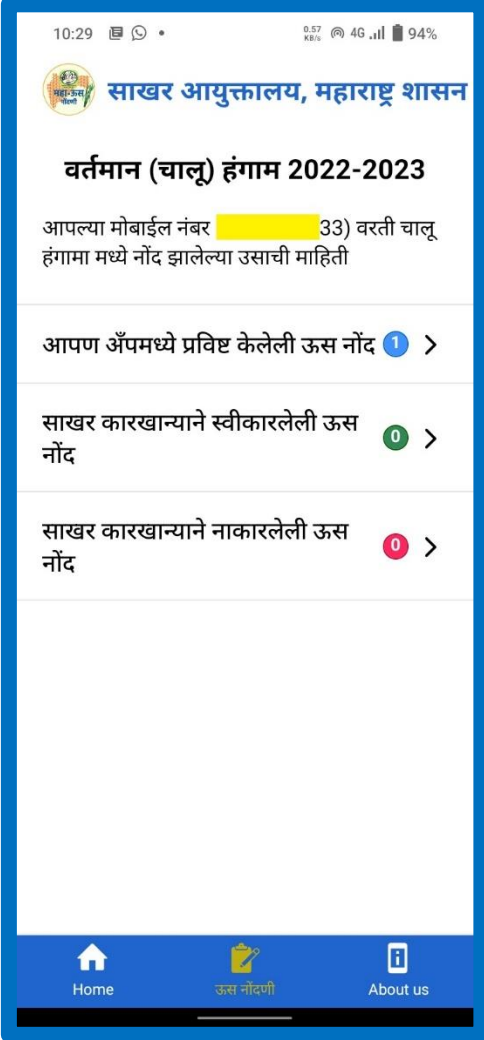 10:29 0.57 KB/s 4G 94%
महा-ऊस नोंदणी
साखर आयुक्तालय, महाराष्ट्र शासन
वर्तमान (चालू) हंगाम 2022-2023
आपल्या मोबाईल नंबर 33) वरती चालू
हंगामा मध्ये नोंद झालेल्या उसाची माहिती
आपण अँपमध्ये प्रविष्ट केलेली ऊस नोंद 1
साखर कारखान्याने स्वीकारलेली ऊस
नोंद 0
साखर कारखान्याने नाकारलेली ऊस
नोंद 0
Home ऊस नोंदणी About us